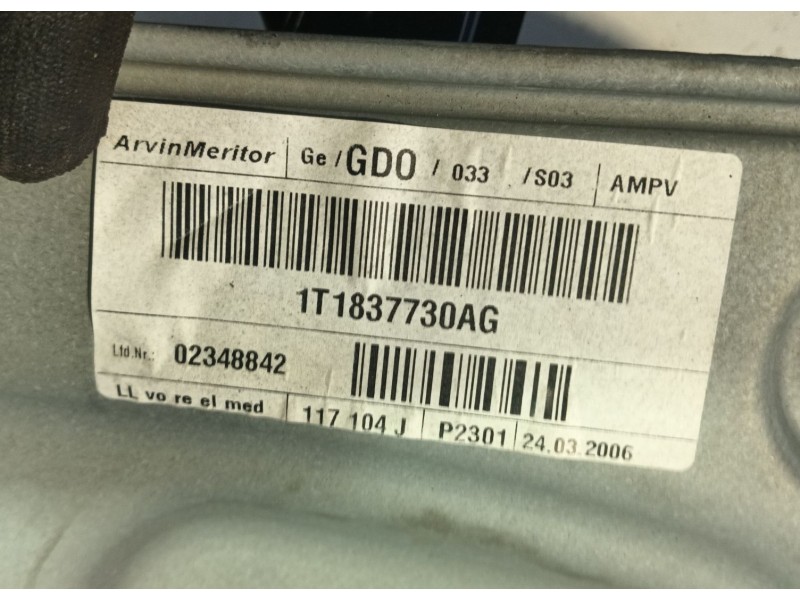 ArvinMeritor Ge / GDO / 033 / S03 AMPV
1T1837730AG
Lfd.Nr.: 02348842
LL vo re el med 117 104 J P2301 24.03.2006